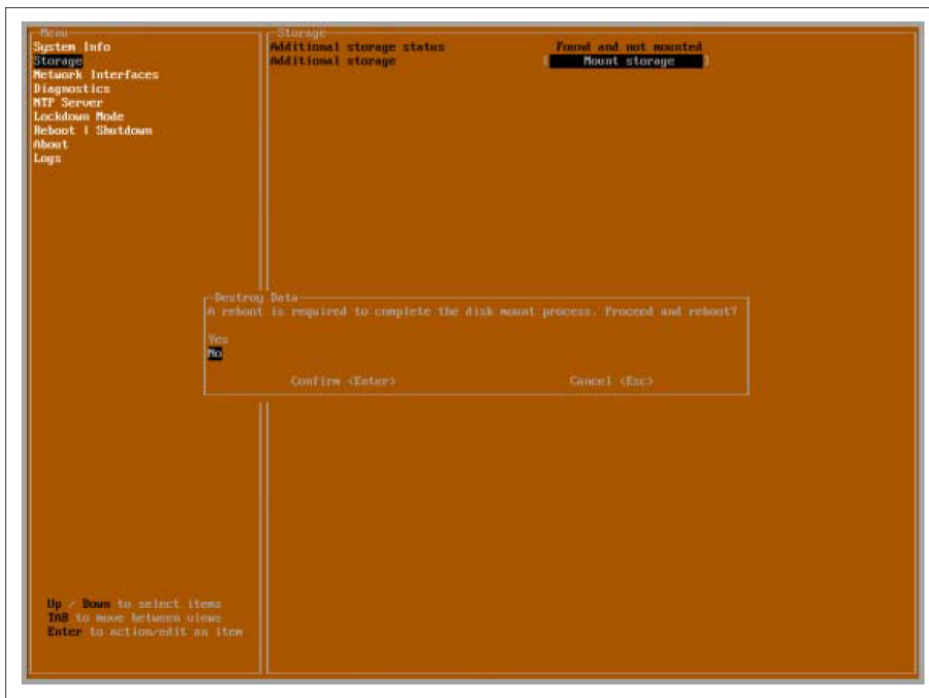 Menu
System Info
Storage
Network Interfaces
Diagnostics
NTP Server
Lockdown Mode
Reboot | Shutdown
About
Logs
Storage
Additional storage status Found and not mounted
Additional storage [ Mount storage ]
Destroy Data
A reboot is required to complete the disk mount process. Proceed and reboot?
Yes
No
Confirm <Enter> Cancel <Esc>
Up / Down to select items
TAB to move between views
Enter to action/edit an item